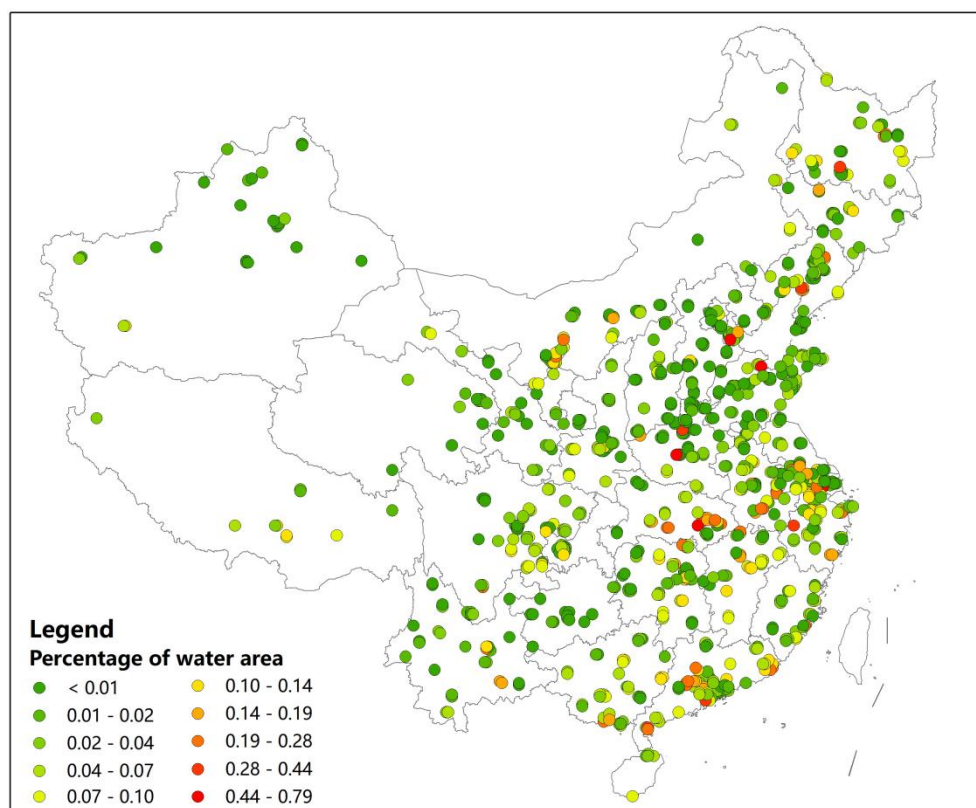 Legend
Percentage of water area
< 0.01
0.01 - 0.02
0.02 - 0.04
0.04 - 0.07
0.07 - 0.10
0.10 - 0.14
0.14 - 0.19
0.19 - 0.28
0.28 - 0.44
0.44 - 0.79